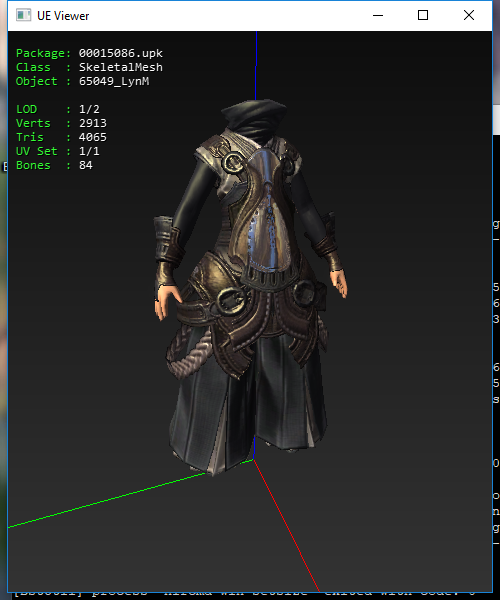 UE Viewer
Package: 00015086.upk
Class  : SkeletalMesh
Object : 65049_LynM
LOD    : 1/2
Verts  : 2913
Tris   : 4065
UV Set : 1/1
Bones  : 84